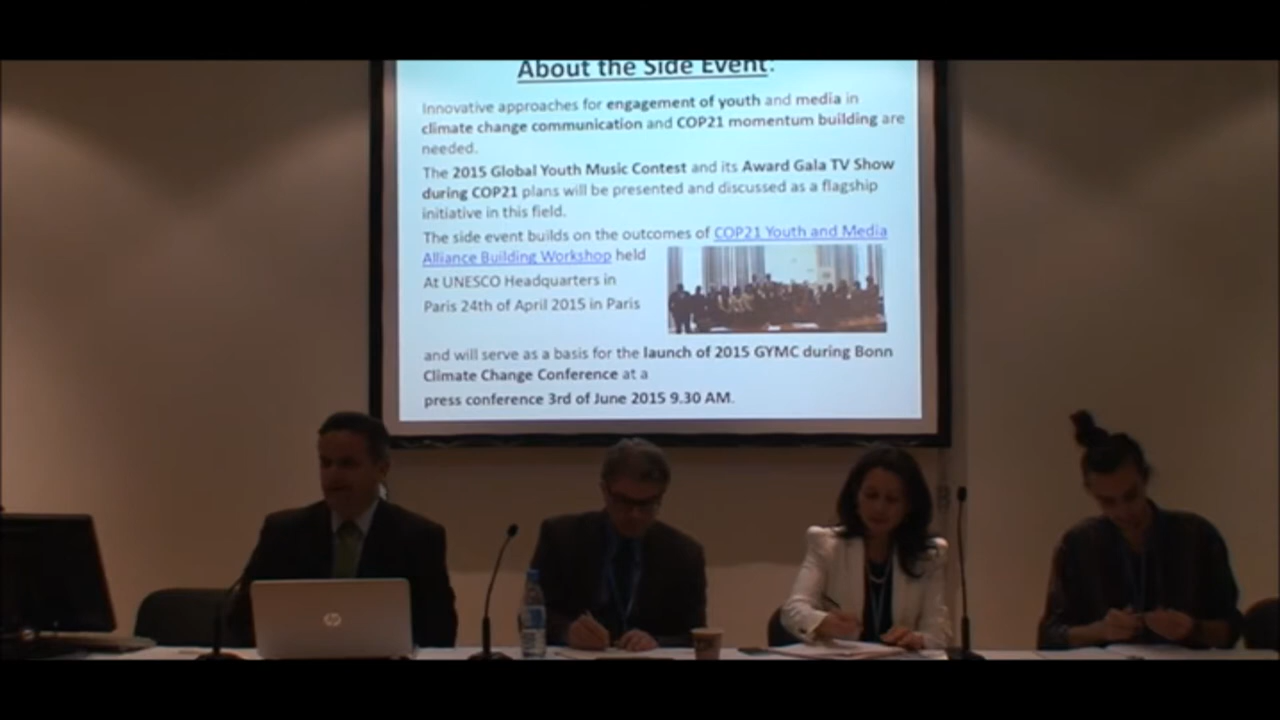 About the Side Event:
Innovative approaches for engagement of youth and media in
climate change communication and COP21 momentum building are
needed.
The 2015 Global Youth Music Contest and its Award Gala TV Show
during COP21 plans will be presented and discussed as a flagship
initiative in this field.
The side event builds on the outcomes of COP21 Youth and Media
Alliance Building Workshop held
At UNESCO Headquarters in
Paris 24th of April 2015 in Paris
and will serve as a basis for the launch of 2015 GYMC during Bonn
Climate Change Conference at a
press conference 3rd of June 2015 9.30 AM.
hp